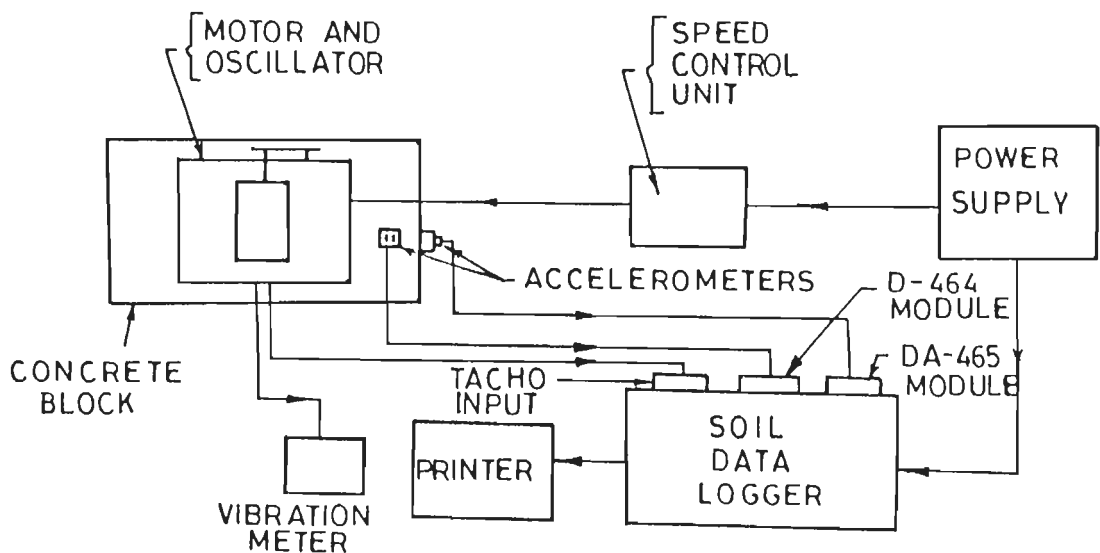 MOTOR AND
OSCILLATOR
SPEED
CONTROL
UNIT
POWER
SUPPLY
ACCELEROMETERS
D-464
MODULE
DA-465
MODULE
CONCRETE
BLOCK
TACHO
INPUT
SOIL
DATA
LOGGER
PRINTER
VIBRATION
METER